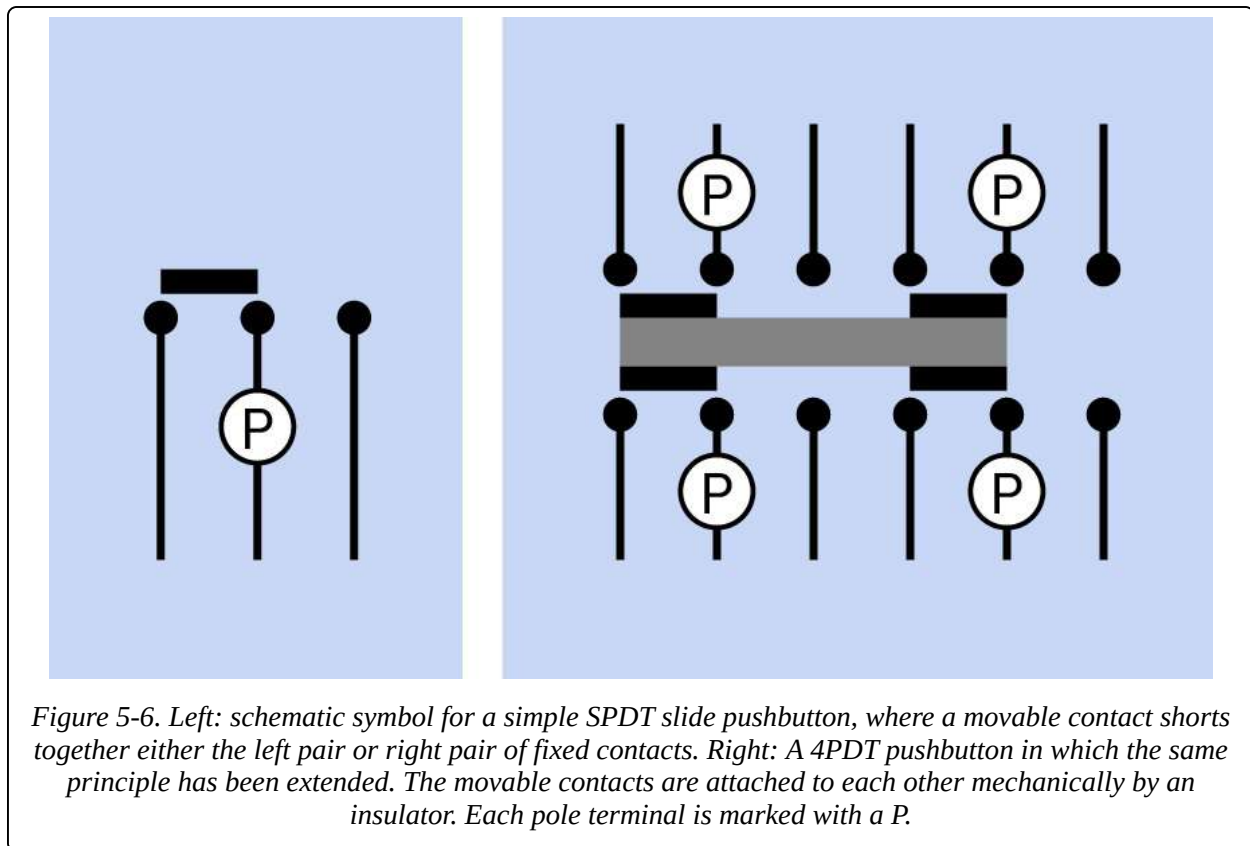 P P
P
P P
Figure 5-6. Left: schematic symbol for a simple SPDT slide pushbutton, where a movable contact shorts
together either the left pair or right pair of fixed contacts. Right: A 4PDT pushbutton in which the same
principle has been extended. The movable contacts are attached to each other mechanically by an
insulator. Each pole terminal is marked with a P.